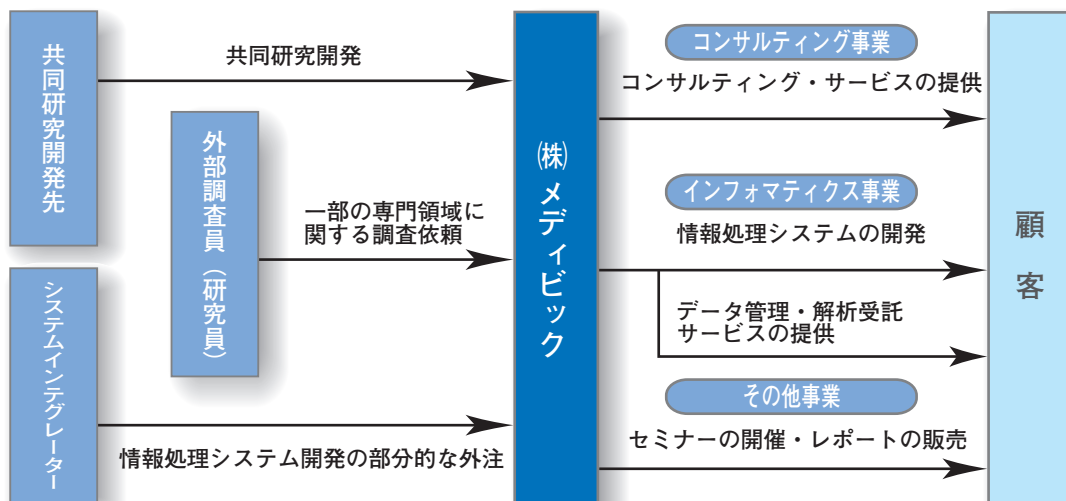 共同研究開発先
共同研究開発
外部調査員（研究員）
一部の専門領域に
関する調査依頼
システムインテグレーター
情報処理システム開発の部分的な外注
㈱メディビック
コンサルティング事業
コンサルティング・サービスの提供
インフォマティクス事業
情報処理システムの開発
データ管理・解析受託
サービスの提供
その他事業
セミナーの開催・レポートの販売
顧客